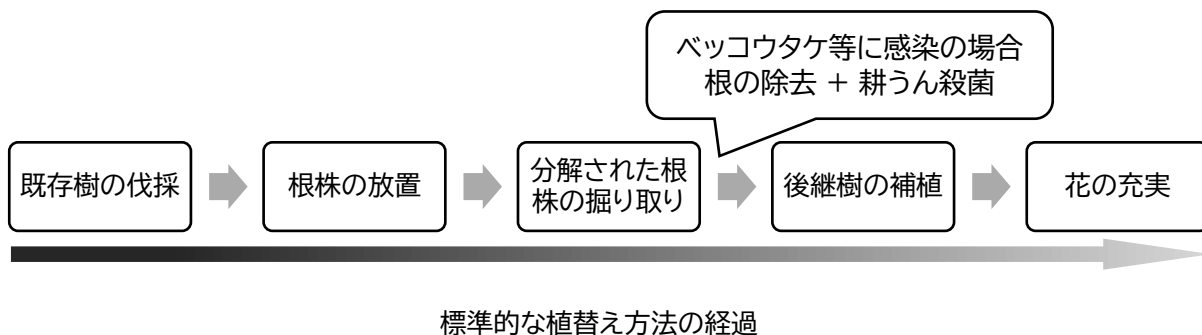 ベッコウタケ等に感染の場合
根の除去 + 耕うん殺菌
既存樹の伐採
根株の放置
分解された根
株の掘り取り
後継樹の補植
花の充実
標準的な植替え方法の経過